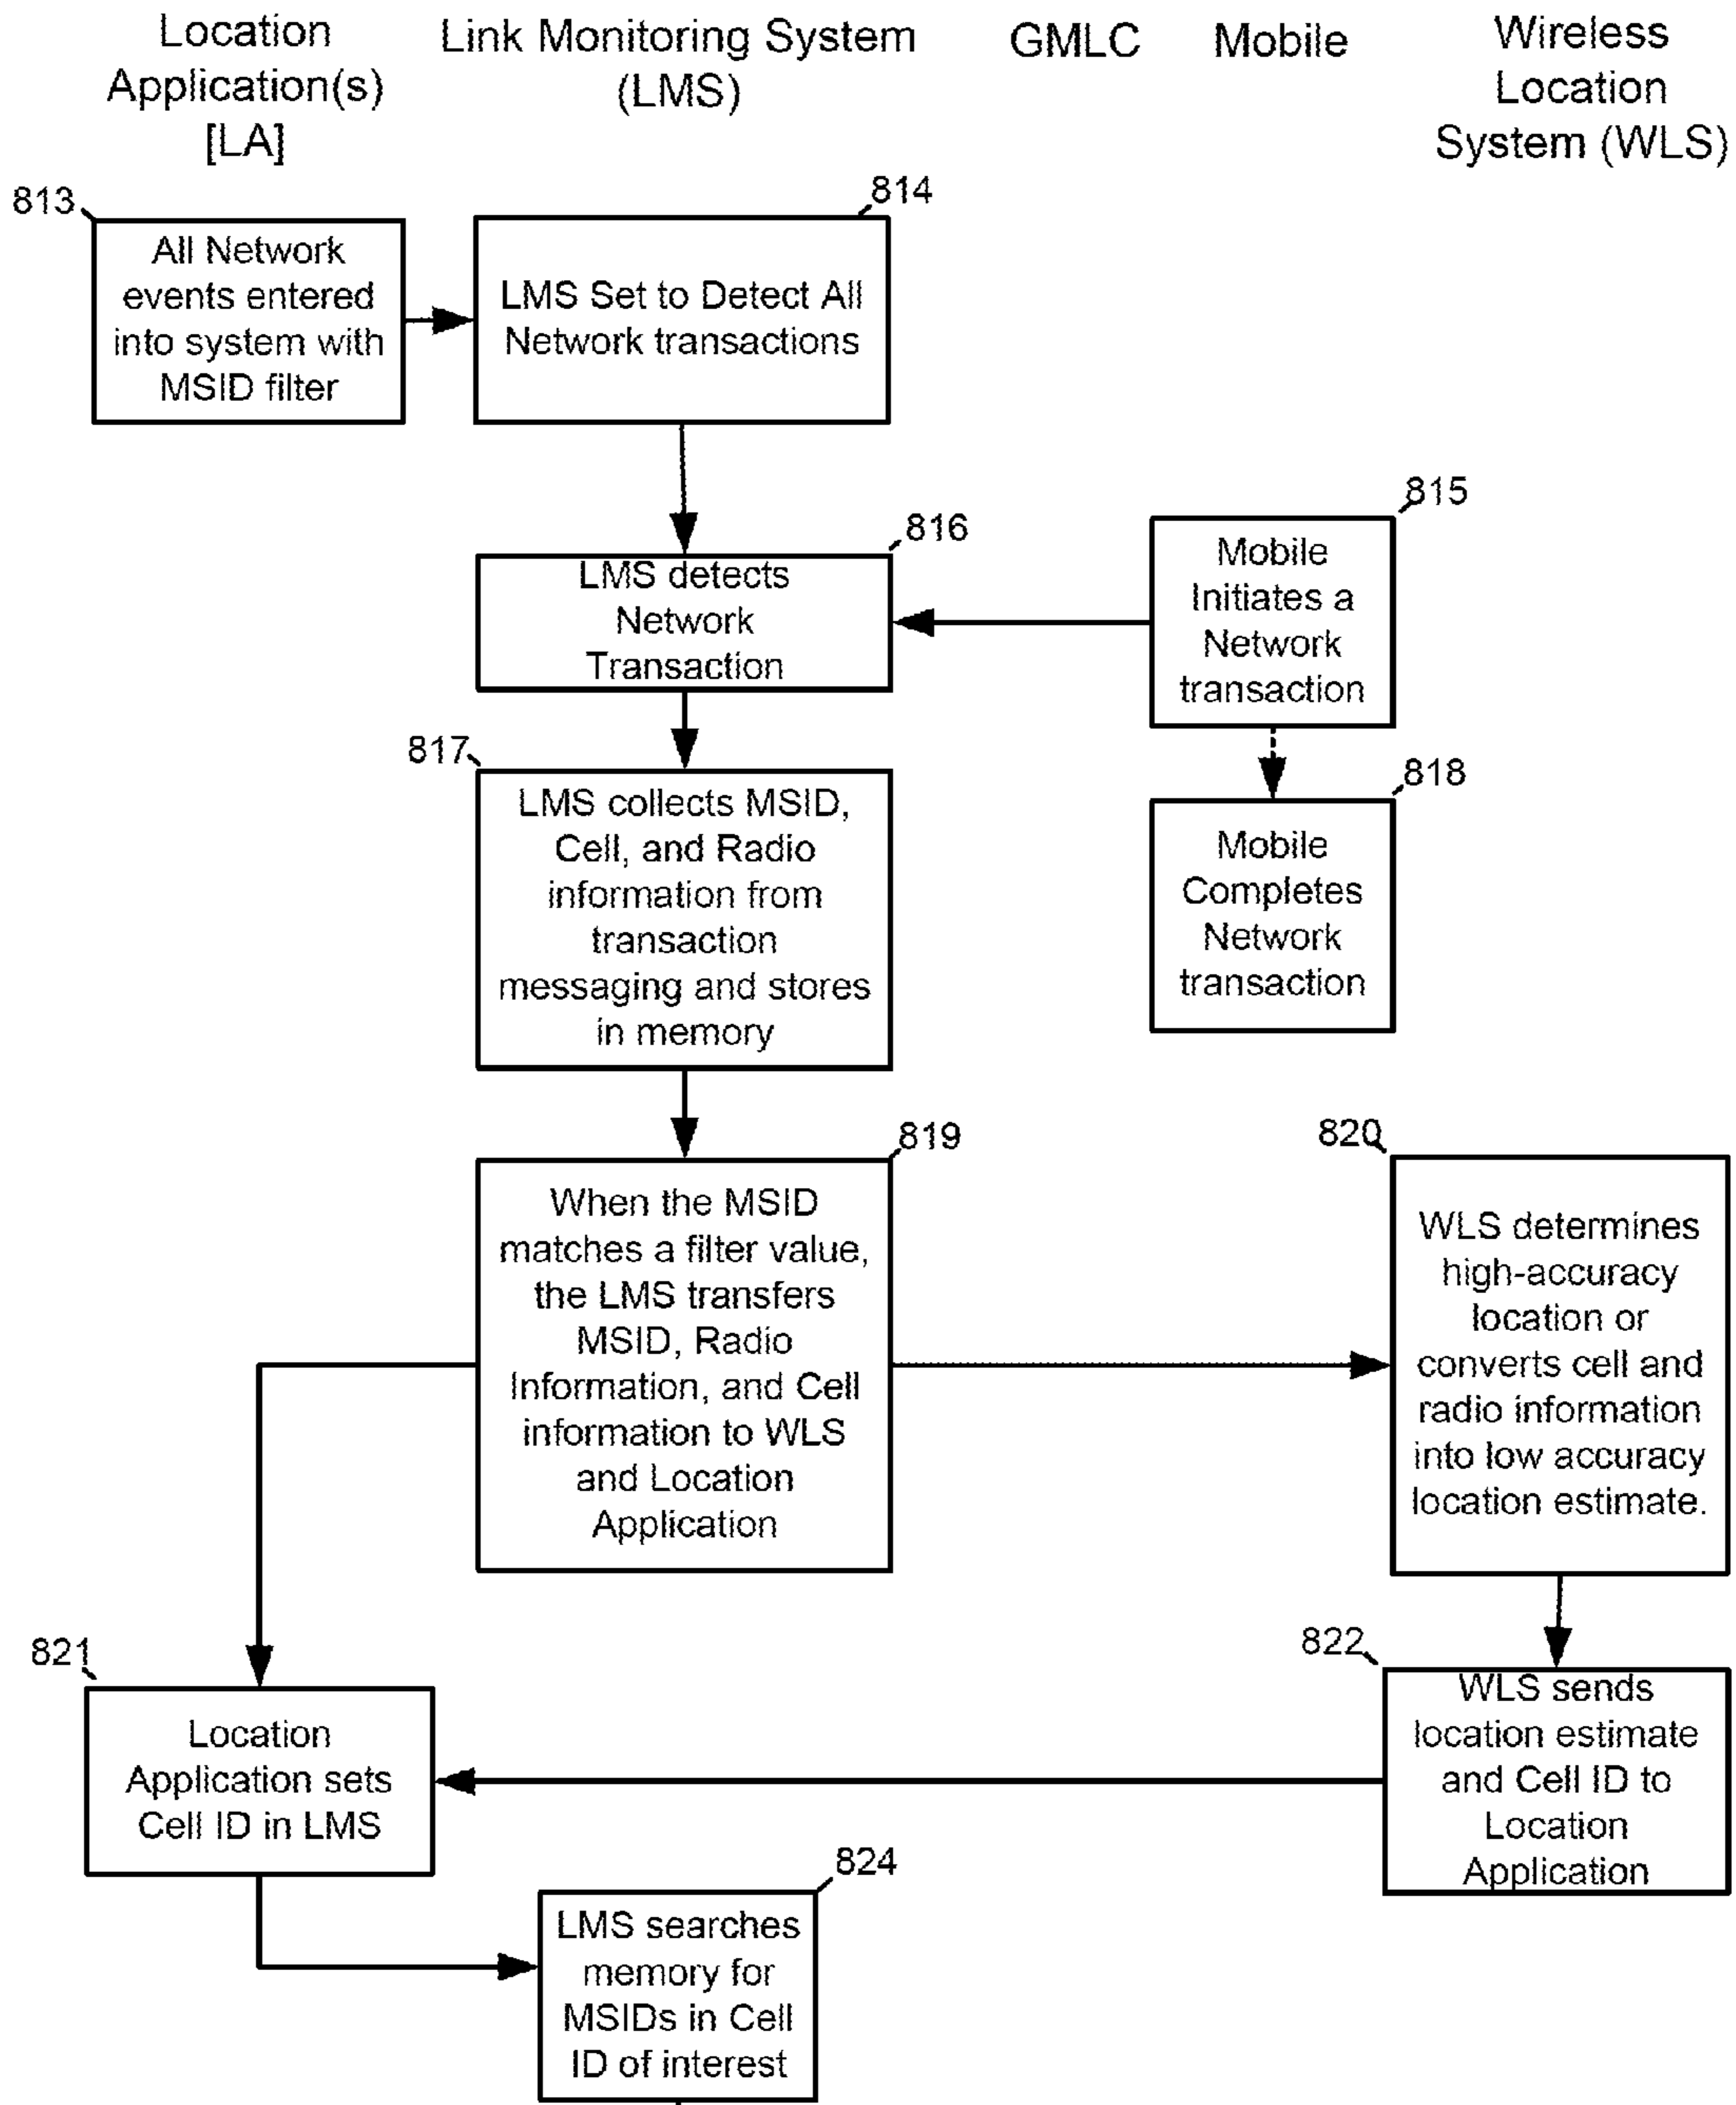 Location
Application(s)
[LA]
Link Monitoring System
(LMS)
GMLC
Mobile
Wireless
Location
System (WLS)
813
All Network
events entered
into system with
MSID filter
814
LMS Set to Detect All
Network transactions
815
Mobile
Initiates a
Network
transaction
816
LMS detects
Network
Transaction
817
LMS collects MSID,
Cell, and Radio
information from
transaction
messaging and stores
in memory
818
Mobile
Completes
Network
transaction
819
When the MSID
matches a filter value,
the LMS transfers
MSID, Radio
Information, and Cell
information to WLS
and Location
Application
820
WLS determines
high-accuracy
location or
converts cell and
radio information
into low accuracy
location estimate.
821
Location
Application sets
Cell ID in LMS
822
WLS sends
location estimate
and Cell ID to
Location
Application
824
LMS searches
memory for
MSIDs in Cell
ID of interest